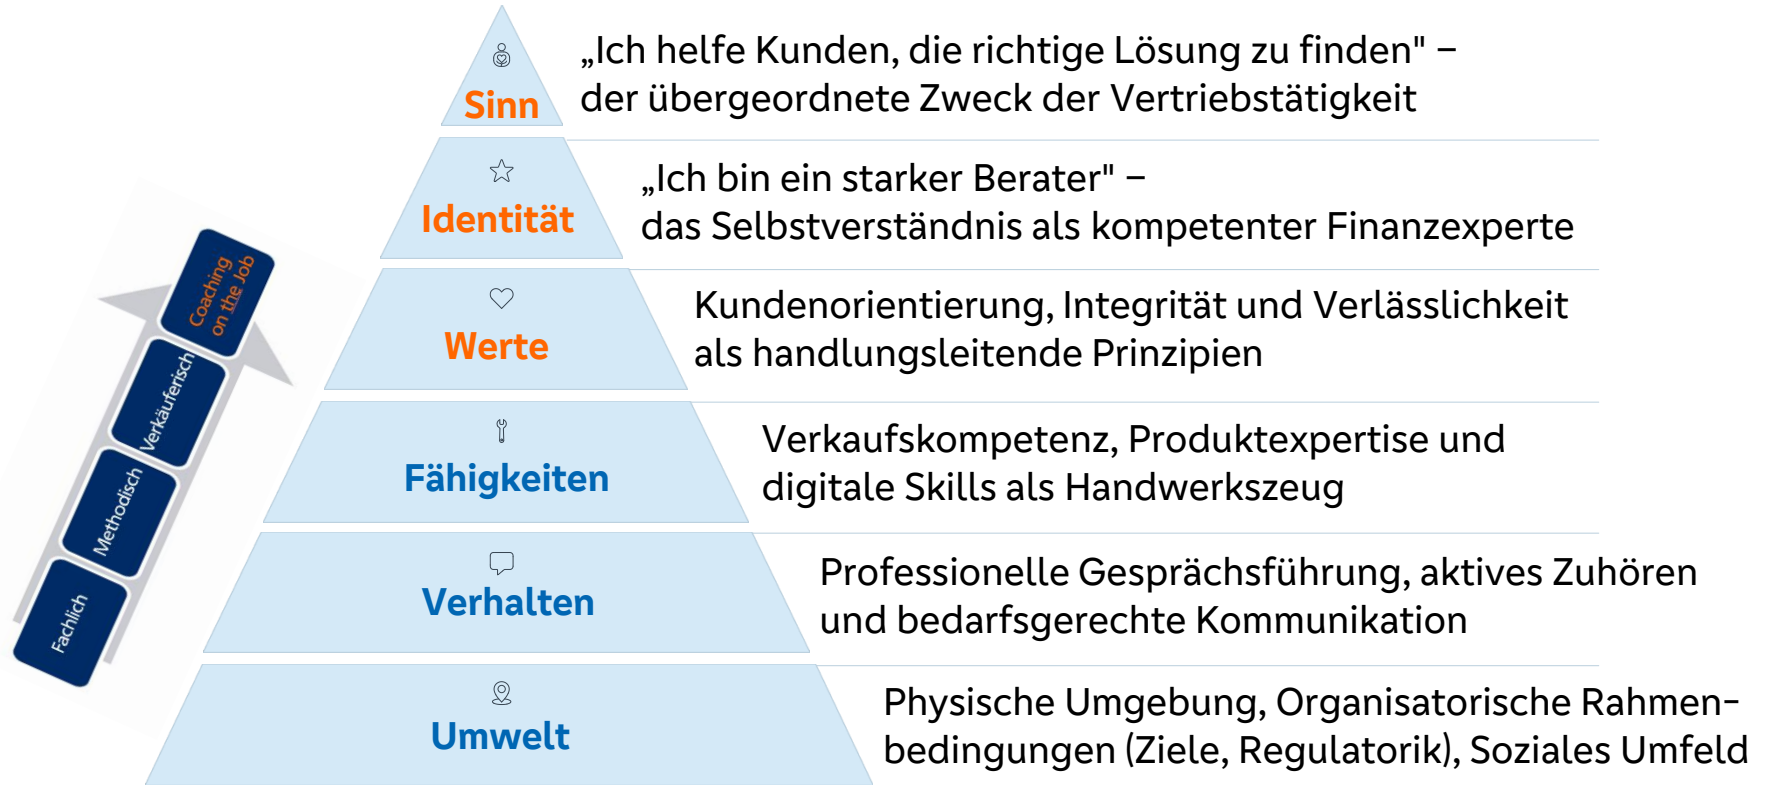 „Ich helfe Kunden, die richtige Lösung zu finden" –
der übergeordnete Zweck der Vertriebstätigkeit
Sinn
„Ich bin ein starker Berater" –
das Selbstverständnis als kompetenter Finanzexperte
Identität
Kundenorientierung, Integrität und Verlässlichkeit
als handlungsleitende Prinzipien
Werte
Verkaufskompetenz, Produktexpertise und
digitale Skills als Handwerkszeug
Fähigkeiten
Professionelle Gesprächsführung, aktives Zuhören
und bedarfsgerechte Kommunikation
Verhalten
Physische Umgebung, Organisatorische Rahmen-
bedingungen (Ziele, Regulatorik), Soziales Umfeld
Umwelt
Coaching
on the Job
Verkäuferisch
Methodisch
Fachlich